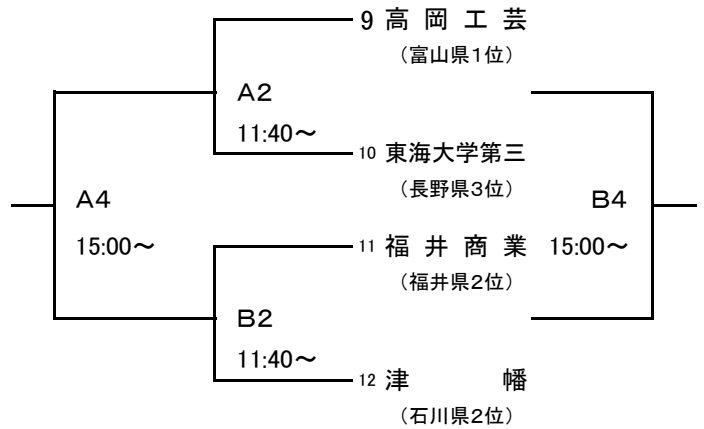 9 高岡工芸
（富山県1位）
A2
11:40～
10 東海大学第三
（長野県3位）
A4
B4
15:00～
11 福井商業
15:00～
（福井県2位）
B2
11:40～
12 津幡
（石川県2位）